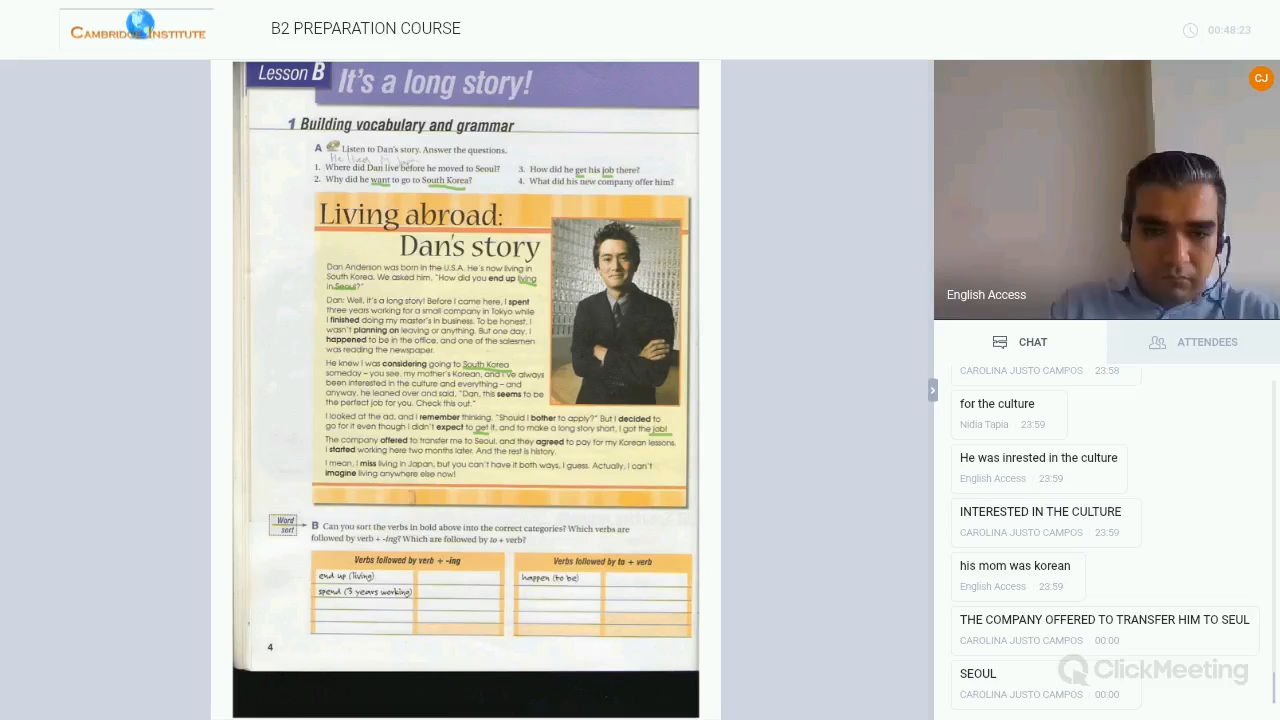 CAMBRIDGE INSTITUTE
B2 PREPARATION COURSE
00:48:23
Lesson B It's a long story!
1 Building vocabulary and grammar
A Listen to Dan's story. Answer the questions.
1. Where did Dan live before he moved to Seoul?
2. Why did he want to go to South Korea?
3. How did he get his job there?
4. What did his new company offer him?
Living abroad:
Dan's story
Dan Anderson was born in the U.S.A. He's now living in
South Korea. We asked him, "How did you end up living
in Seoul?"
Dan: Well, it's a long story! Before I came here, I spent
three years working for a small company in Tokyo while
I finished doing my master's in business. To be honest, I
wasn't planning on leaving or anything. But one day, I
happened to be in the office, and one of the salesmen
was reading the newspaper.
He knew I was considering going to South Korea
someday – you see, my mother's Korean, and I've always
been interested in the culture and everything – and
anyway, he leaned over and said, "Dan, this seems to be
the perfect job for you. Check this out."
I looked at the ad, and I remember thinking, "Should I bother to apply?" But I decided to
go for it even though I didn't expect to get it, and to make a long story short, I got the job!
The company offered to transfer me to Seoul, and they agreed to pay for my Korean lessons.
I started working here two months later. And the rest is history.
I mean, I miss living in Japan, but you can't have it both ways, I guess. Actually, I can't
imagine living anywhere else now!
Word
sort
B Can you sort the verbs in bold above into the correct categories? Which verbs are
followed by verb + -ing? Which are followed by to + verb?
Verbs followed by verb + -ing
end up (living)
spend (3 years working)
Verbs followed by to + verb
happen (to be)
4
CJ
English Access
CHAT
ATTENDEES
CAROLINA JUSTO CAMPOS 23:58
for the culture
Nidia Tapia 23:59
He was inrested in the culture
English Access 23:59
INTERESTED IN THE CULTURE
CAROLINA JUSTO CAMPOS 23:59
his mom was korean
English Access 23:59
THE COMPANY OFFERED TO TRANSFER HIM TO SEUL
CAROLINA JUSTO CAMPOS 00:00
SEOUL
CAROLINA JUSTO CAMPOS 00:00
ClickMeeting